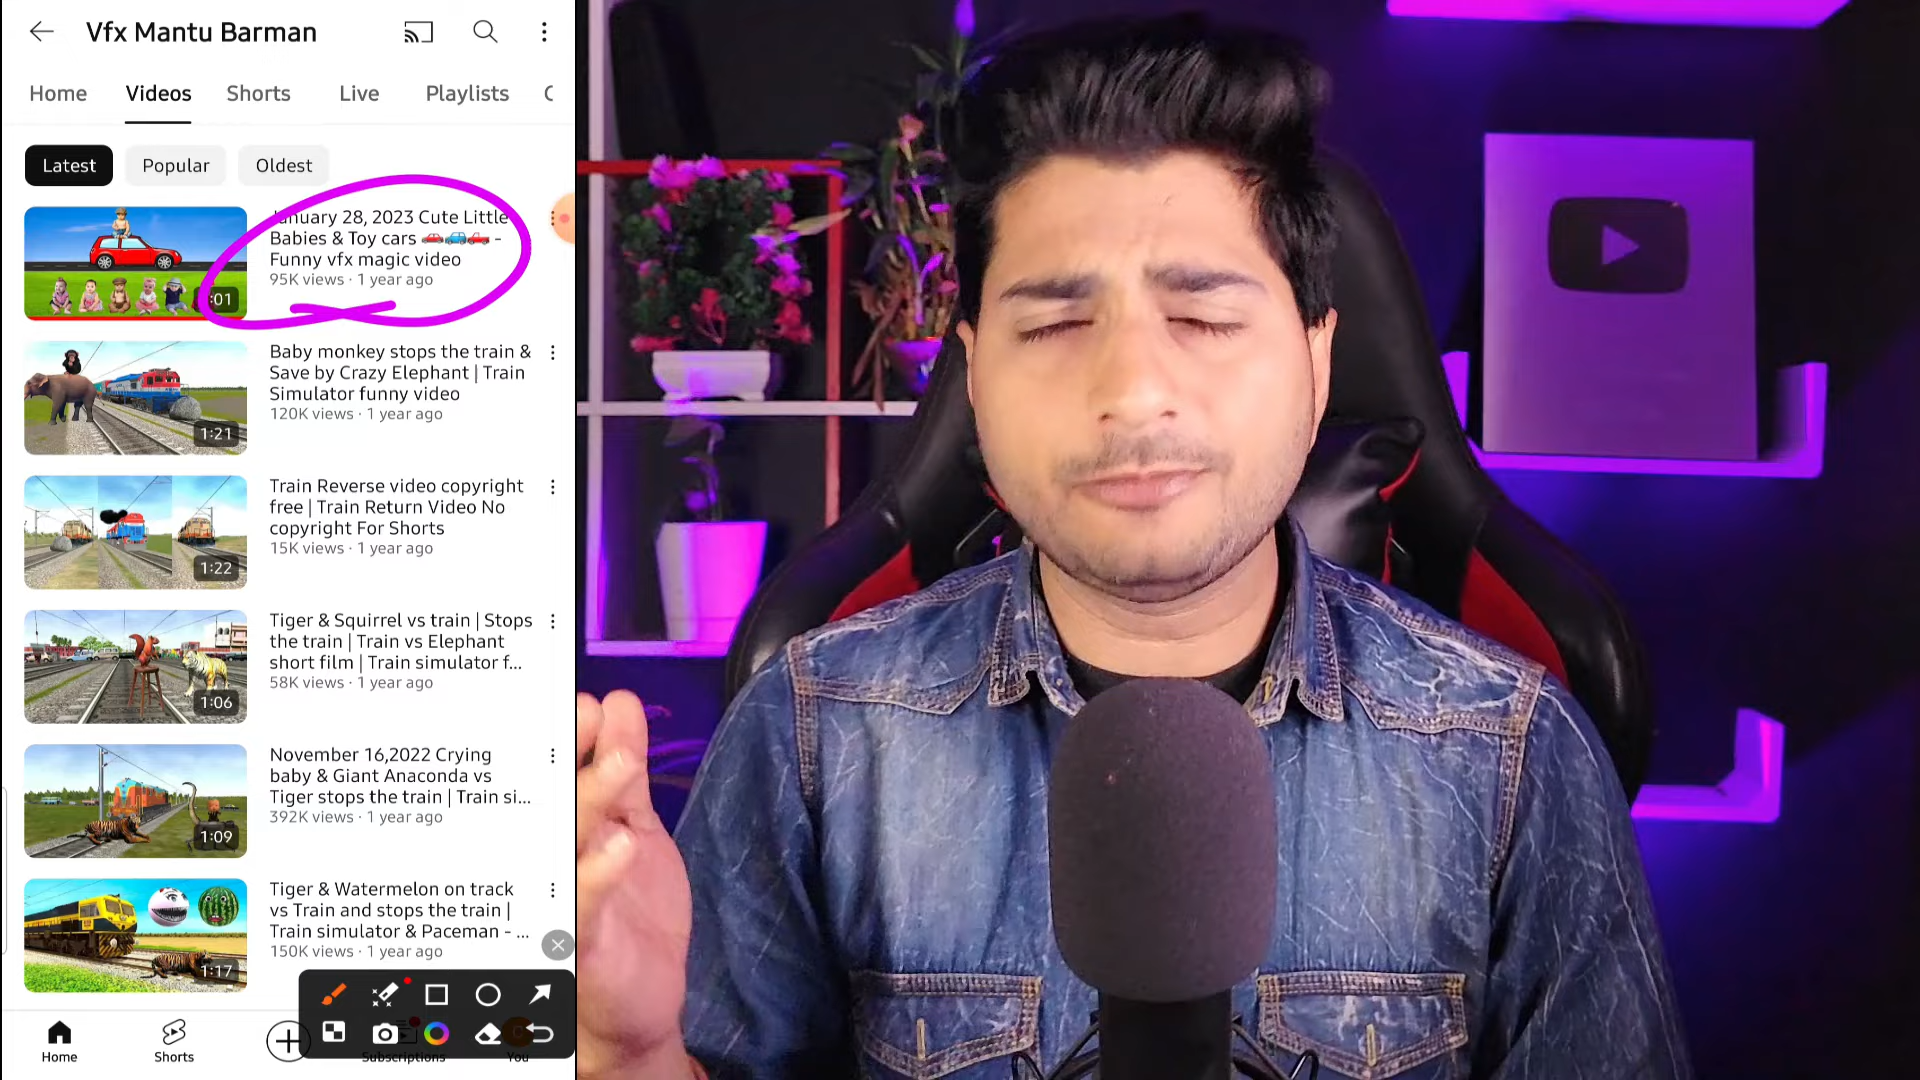 Vfx Mantu Barman
Home Videos Shorts Live Playlists C
Latest Popular Oldest
January 28, 2023 Cute Little
Babies & Toy cars 🚗🚙🛻 -
Funny vfx magic video
95K views · 1 year ago
:01
Baby monkey stops the train &
Save by Crazy Elephant | Train
Simulator funny video
120K views · 1 year ago
1:21
Train Reverse video copyright
free | Train Return Video No
copyright For Shorts
15K views · 1 year ago
1:22
Tiger & Squirrel vs train | Stops
the train | Train vs Elephant
short film | Train simulator f...
58K views · 1 year ago
1:06
November 16,2022 Crying
baby & Giant Anaconda vs
Tiger stops the train | Train si...
392K views · 1 year ago
1:09
Tiger & Watermelon on track
vs Train and stops the train |
Train simulator & Paceman - ...
150K views · 1 year ago
1:17
Home Shorts Subscriptions You